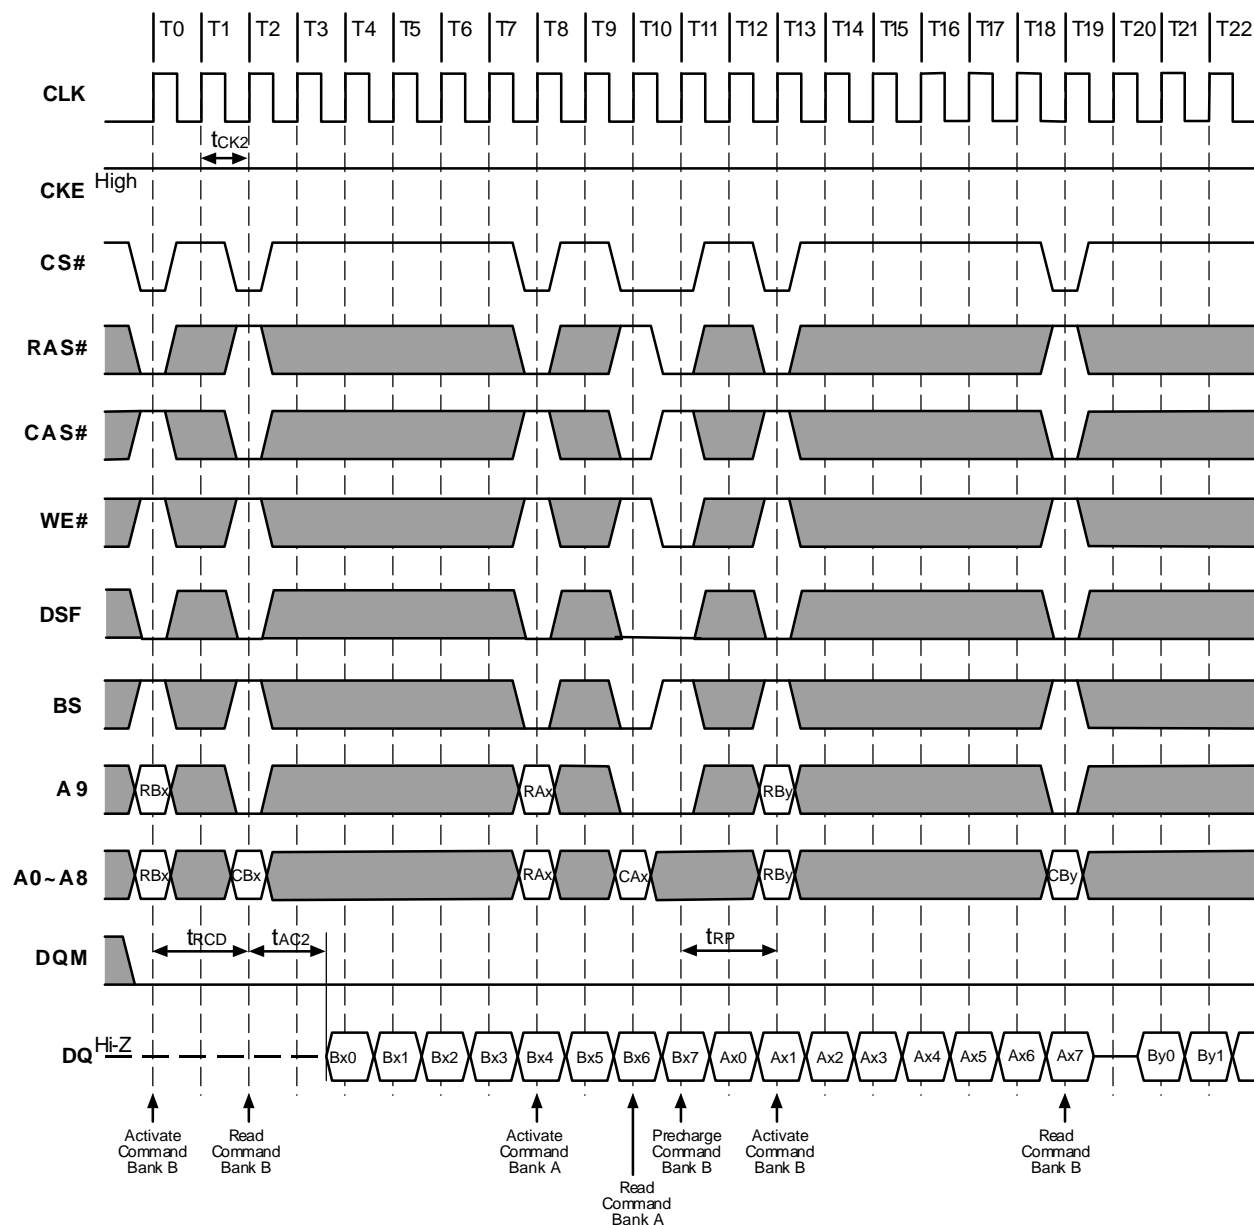 T0 T1 T2 T3 T4 T5 T6 T7 T8 T9 T10 T11 T12 T13 T14 T15 T16 T17 T18 T19 T20 T21 T22
CLK
tCK2
High
CKE
CS#
RAS#
CAS#
WE#
DSF
BS
A9 RBx RAx RBy
A0~A8 RBx CBx RAx CAx RBy CBy
tRCD tAC2 tRP
DQM
Hi-Z
DQ Bx0 Bx1 Bx2 Bx3 Bx4 Bx5 Bx6 Bx7 Ax0 Ax1 Ax2 Ax3 Ax4 Ax5 Ax6 Ax7 By0 By1
Activate
Command
Bank B
Read
Command
Bank B
Activate
Command
Bank A
Read
Command
Bank A
Precharge
Command
Bank B
Activate
Command
Bank B
Read
Command
Bank B